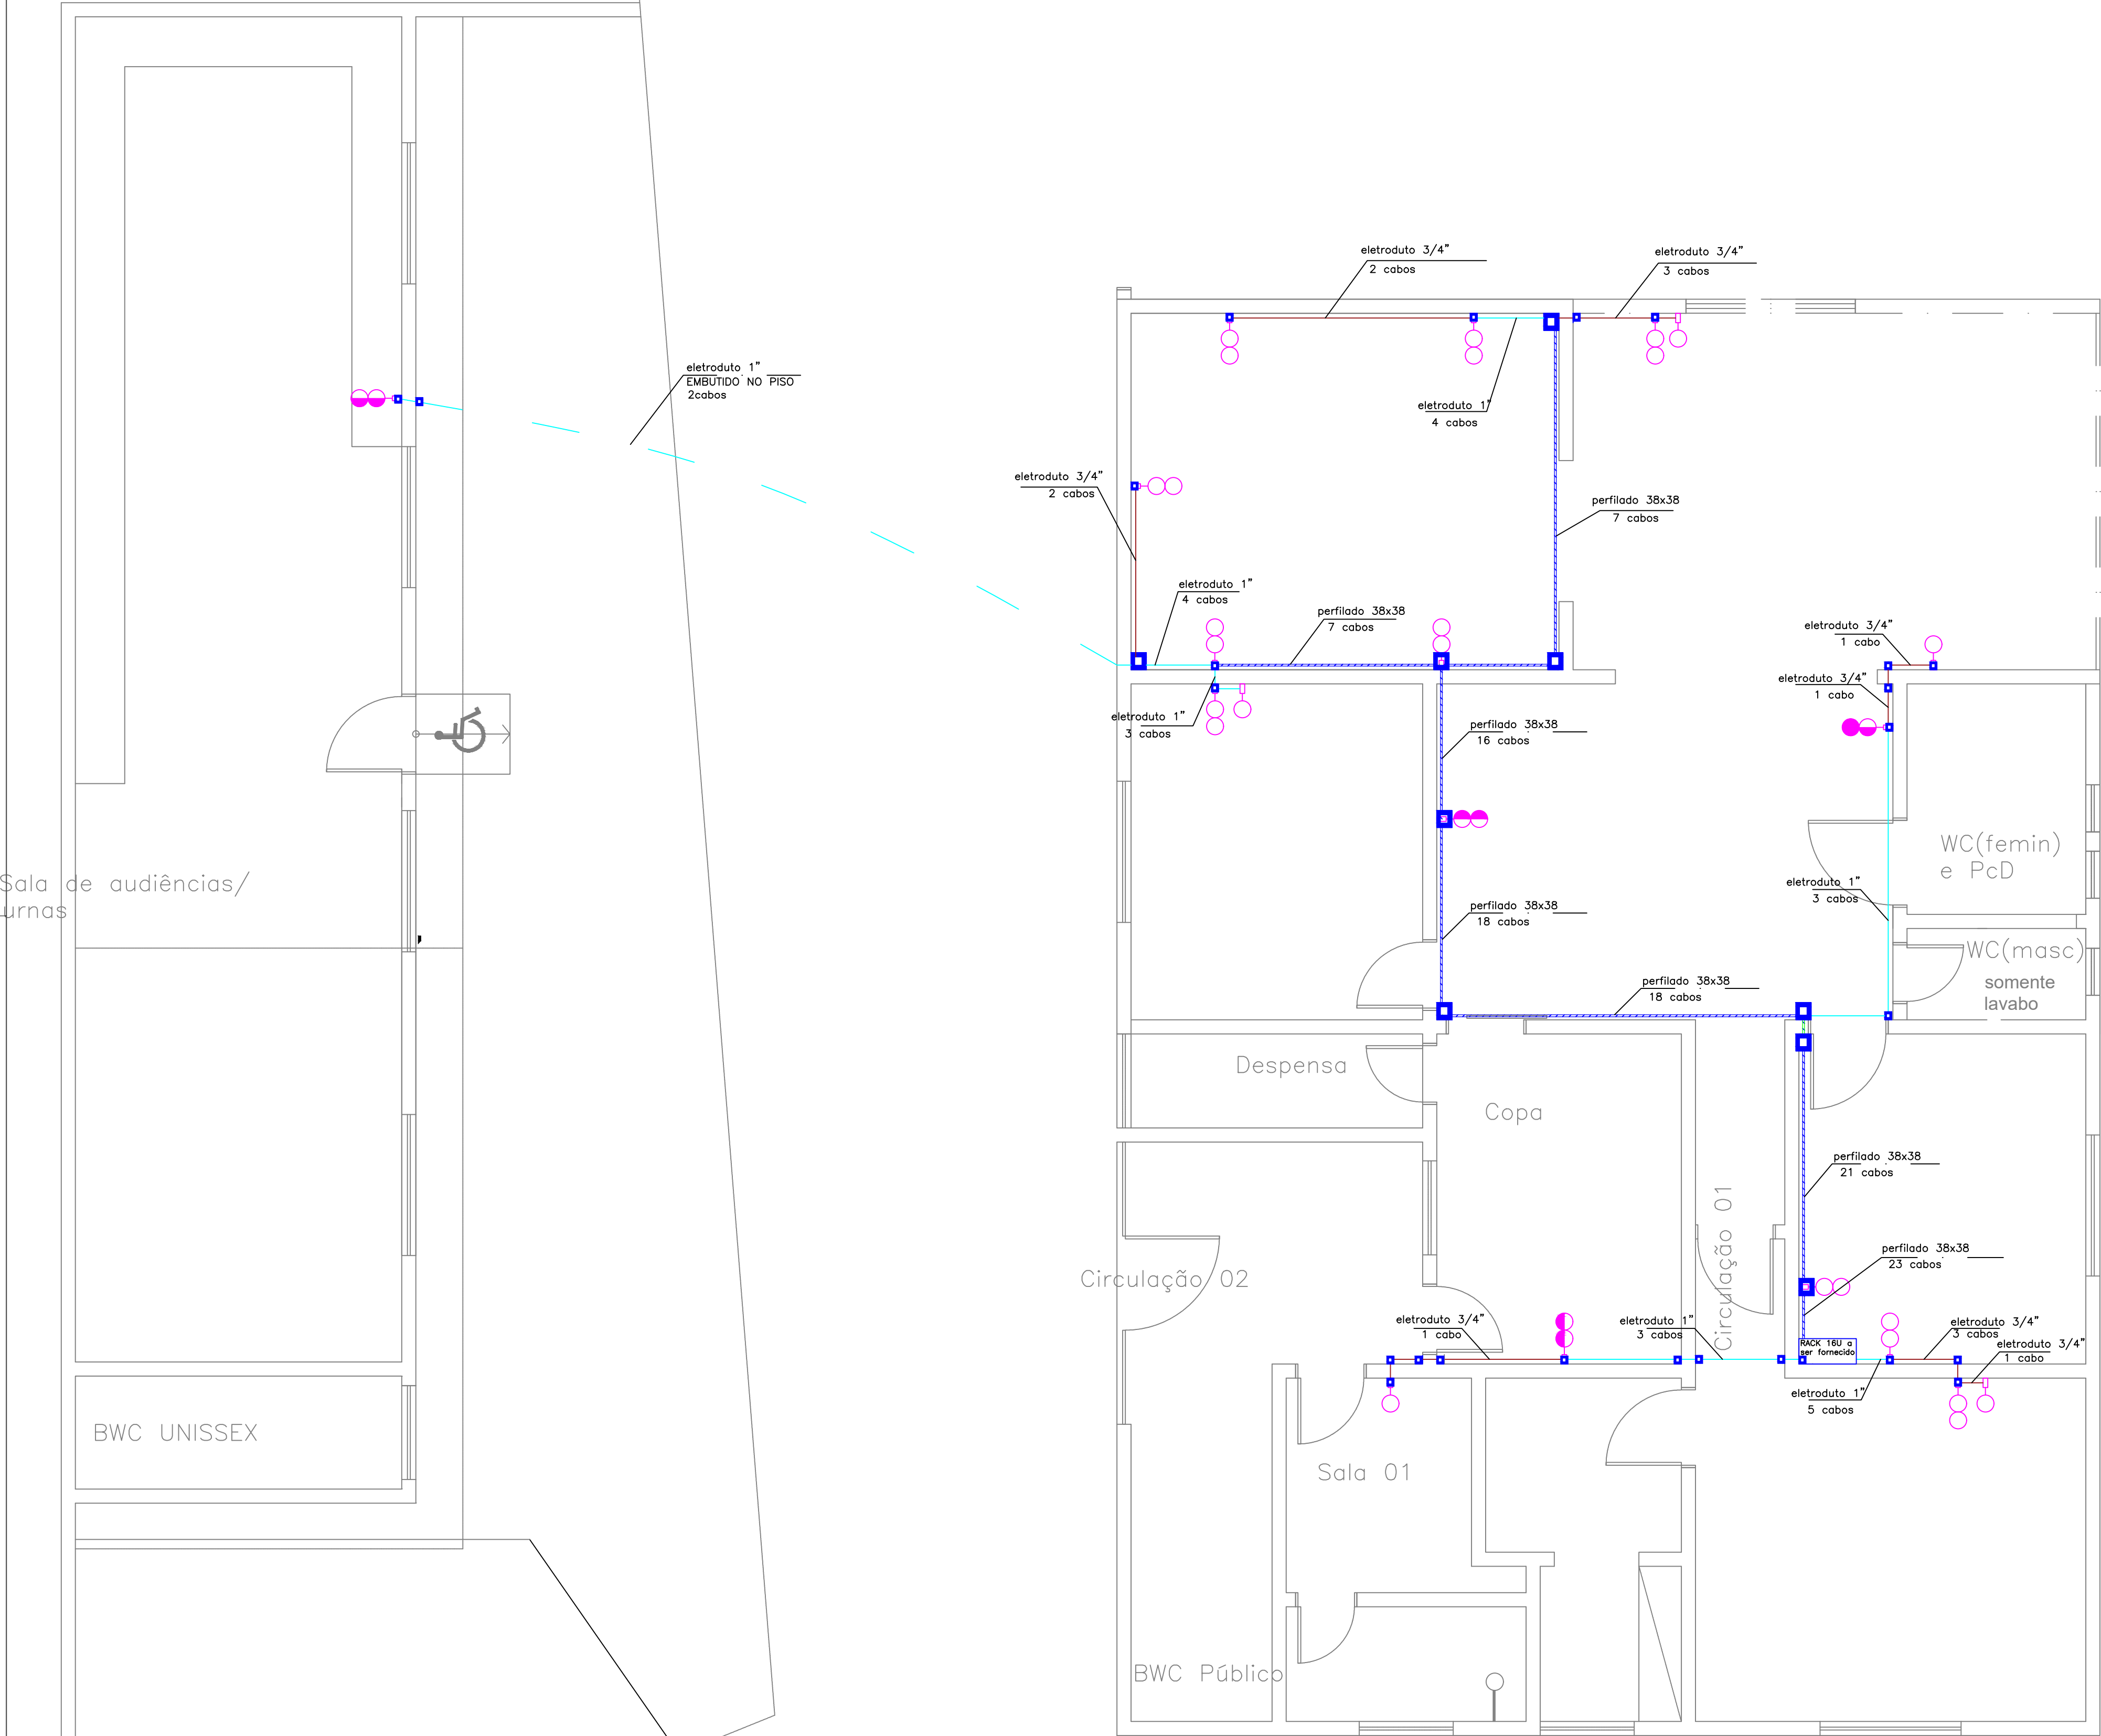 eletroduto 3/4"
2 cabos
eletroduto 3/4"
3 cabos
eletroduto 1"
EMBUTIDO NO PISO
2cabos
eletroduto 1"
4 cabos
eletroduto 3/4"
2 cabos
perfilado 38x38
7 cabos
eletroduto 1"
4 cabos
perfilado 38x38
7 cabos
eletroduto 3/4"
1 cabo
eletroduto 3/4"
1 cabo
eletroduto 1"
3 cabos
perfilado 38x38
16 cabos
WC(femin)
e PcD
Sala de audiências/
urnas
eletroduto 1"
3 cabos
perfilado 38x38
18 cabos
WC(masc)
somente
lavabo
perfilado 38x38
18 cabos
Despensa
Copa
perfilado 38x38
21 cabos
Circulação 01
Circulação 02
perfilado 38x38
23 cabos
eletroduto 3/4"
1 cabo
eletroduto 1"
3 cabos
RACK 16U a
ser fornecido
eletroduto 3/4"
3 cabos
eletroduto 3/4"
1 cabo
eletroduto 1"
5 cabos
BWC UNISSEX
Sala 01
BWC Público